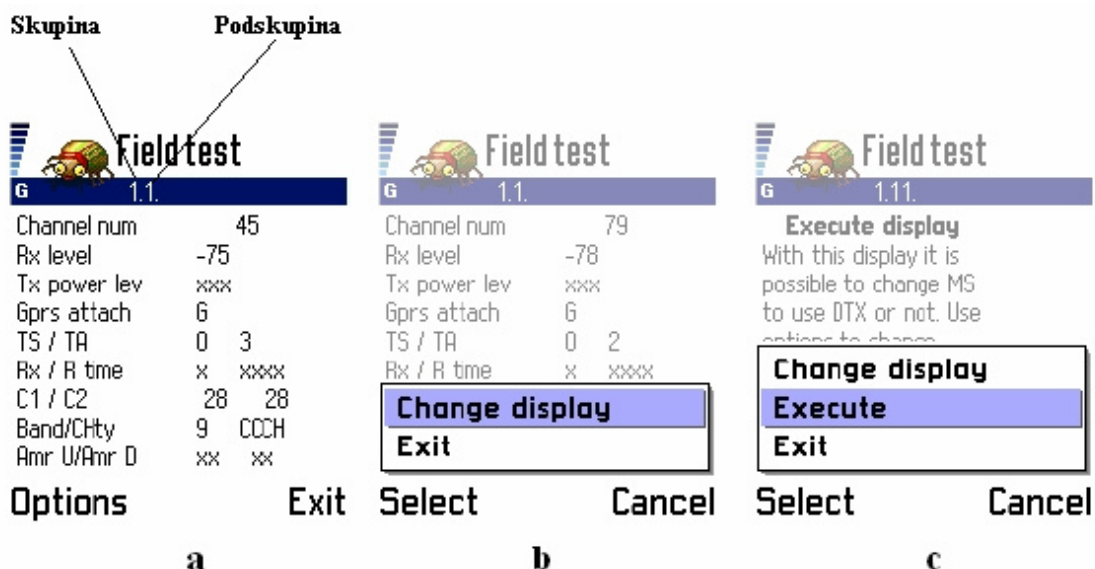 Skupina Podskupina
Field test
G 1.1.
Channel num 45
Rx level -75
Tx power lev xxx
Gprs attach G
TS / TA 0 3
Rx / R time x xxxx
C1 / C2 28 28
Band/CHty 9 CCCH
Amr U/Amr D xx xx
Options Exit
a
Field test
G 1.1.
Channel num 79
Rx level -78
Tx power lev xxx
Gprs attach G
TS / TA 0 2
Rx / R time x xxxx
Change display
Exit
Select Cancel
b
Field test
G 1.11.
Execute display
With this display it is
possible to change MS
to use DTX or not. Use
options to change
Change display
Execute
Exit
Select Cancel
c